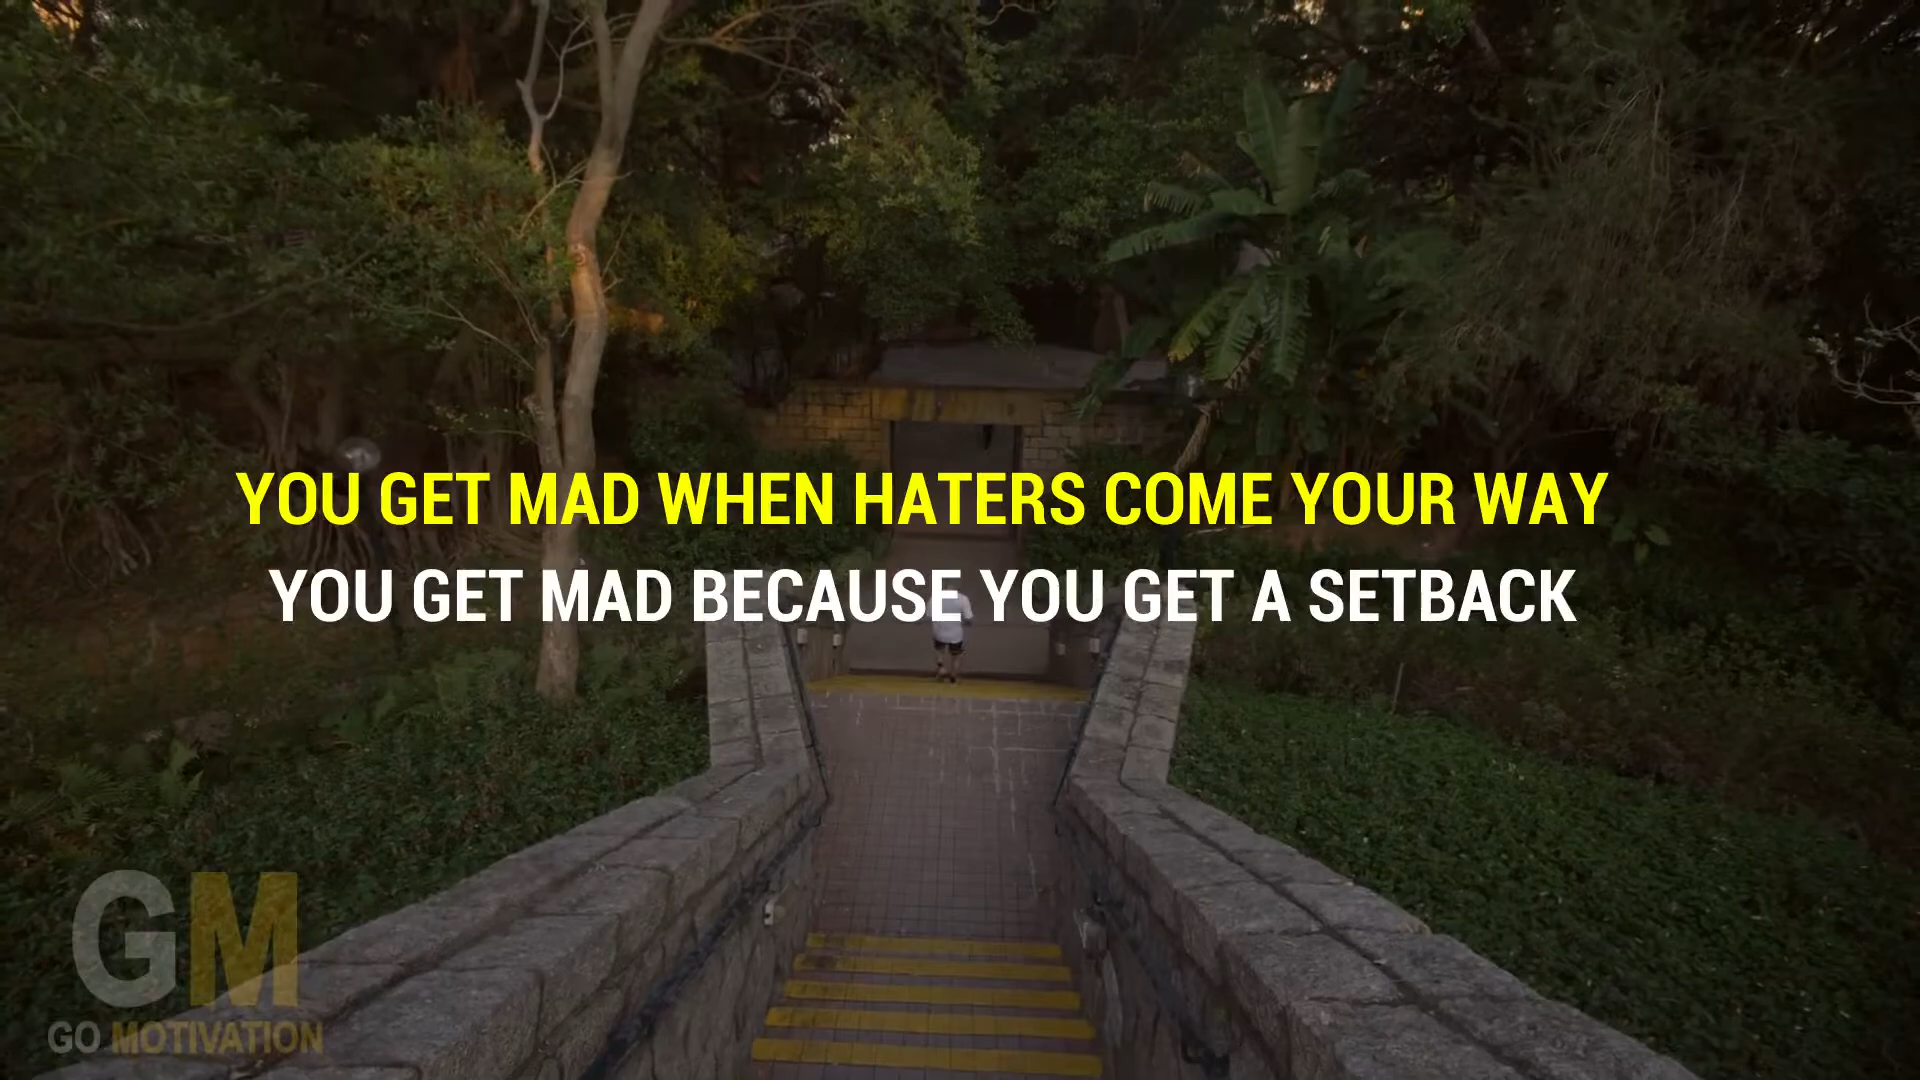 YOU GET MAD WHEN HATERS COME YOUR WAY
YOU GET MAD BECAUSE YOU GET A SETBACK
GM
GO MOTIVATION